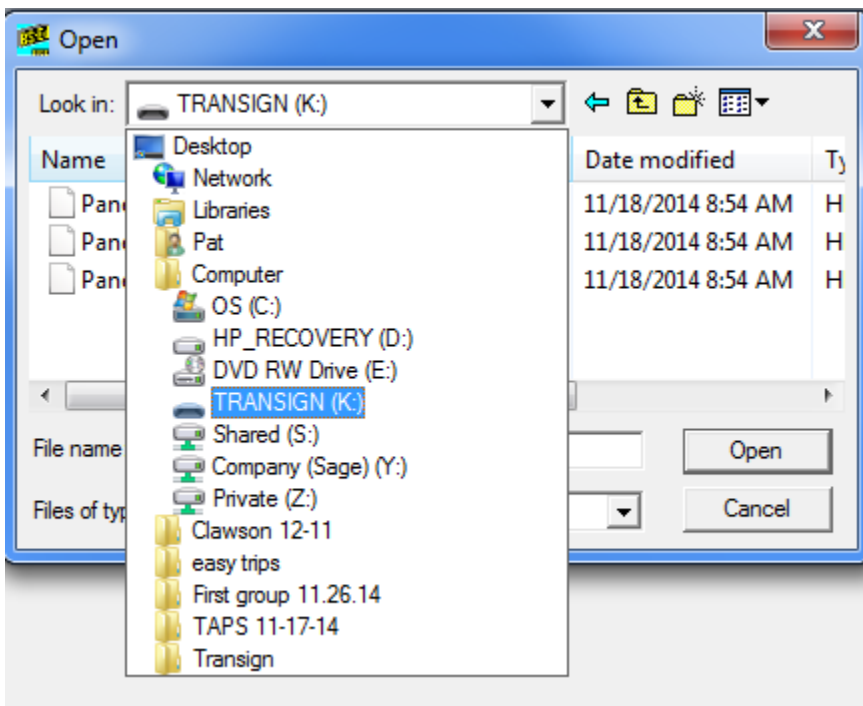 Open
Look in: TRANSIGN (K:)
Name Date modified Ty
Pane 11/18/2014 8:54 AM H
Pane 11/18/2014 8:54 AM H
Pane 11/18/2014 8:54 AM H
Desktop
Network
Libraries
Pat
Computer
OS (C:)
HP_RECOVERY (D:)
DVD RW Drive (E:)
TRANSIGN (K:)
Shared (S:)
Company (Sage) (Y:)
Private (Z:)
Clawson 12-11
easy trips
First group 11.26.14
TAPS 11-17-14
Transign
File name
Open
Files of typ
Cancel